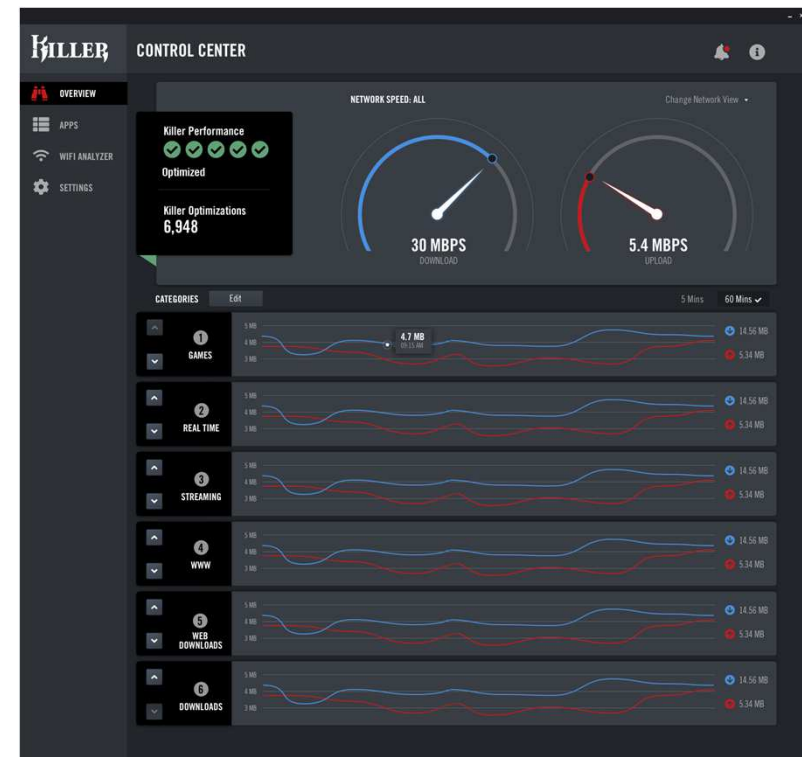 KILLER
CONTROL CENTER
OVERVIEW
APPS
WIFI ANALYZER
SETTINGS
NETWORK SPEED: ALL
Change Network View
Killer Performance
Optimized
Killer Optimizations
6,948
30 MBPS
DOWNLOAD
5.4 MBPS
UPLOAD
CATEGORIES
Edit
5 Mins
60 Mins
1
GAMES
5 MB
4 MB
3 MB
4.7 MB
09:15 AM
14.56 MB
5.34 MB
2
REAL TIME
5 MB
4 MB
3 MB
14.56 MB
5.34 MB
3
STREAMING
5 MB
4 MB
3 MB
14.56 MB
5.34 MB
4
WWW
5 MB
4 MB
3 MB
14.56 MB
5.34 MB
5
WEB
DOWNLOADS
5 MB
4 MB
3 MB
14.56 MB
5.34 MB
6
DOWNLOADS
5 MB
4 MB
3 MB
14.56 MB
5.34 MB